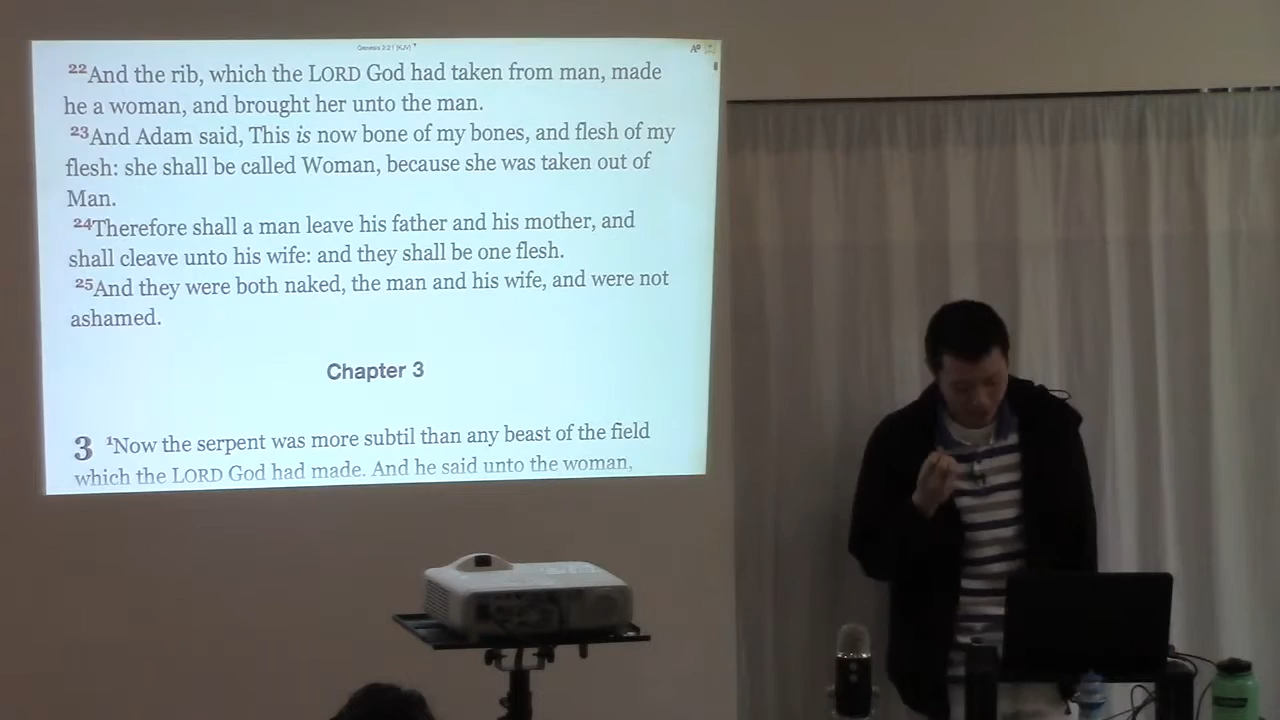 Genesis 2:21 (KJV)
22And the rib, which the LORD God had taken from man, made
he a woman, and brought her unto the man.
23And Adam said, This is now bone of my bones, and flesh of my
flesh: she shall be called Woman, because she was taken out of
Man.
24Therefore shall a man leave his father and his mother, and
shall cleave unto his wife: and they shall be one flesh.
25And they were both naked, the man and his wife, and were not
ashamed.
Chapter 3
3 1Now the serpent was more subtil than any beast of the field
which the LORD God had made. And he said unto the woman,